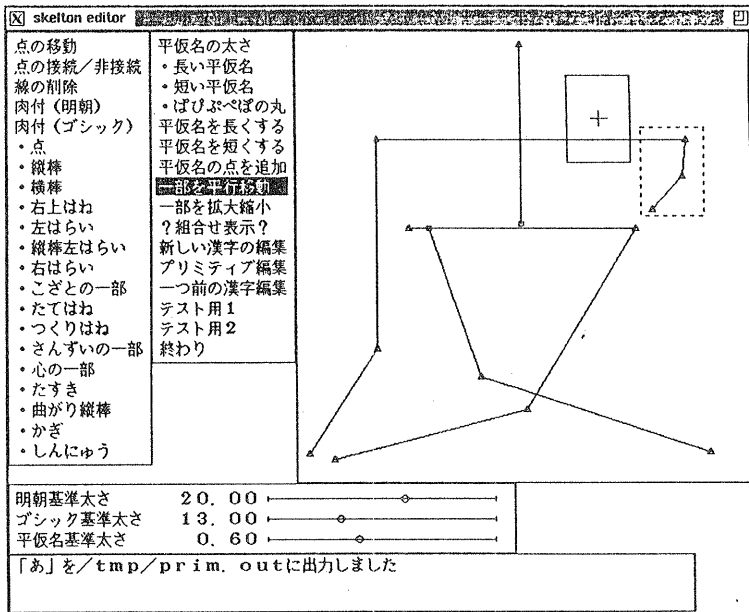 skelton editor
点の移動
点の接続／非接続
線の削除
肉付（明朝）
肉付（ゴシック）
・点
・縦棒
・横棒
・右上はね
・左はらい
・縦棒左はらい
・右はらい
・こざとの一部
・たてはね
・つくりはね
・さんずいの一部
・心の一部
・たすき
・曲がり縦棒
・かぎ
・しんにゅう
平仮名の太さ
・長い平仮名
・短い平仮名
・ぱぴぷぺぽの丸
平仮名を長くする
平仮名を短くする
平仮名の点を追加
一部を平行移動
一部を拡大縮小
？組合せ表示？
新しい漢字の編集
プリミティブ編集
一つ前の漢字編集
テスト用１
テスト用２
終わり
明朝基準太さ ２０．００
ゴシック基準太さ １３．００
平仮名基準太さ ０．６０
「あ」を／ｔｍｐ／ｐｒｉｍ．ｏｕｔに出力しました